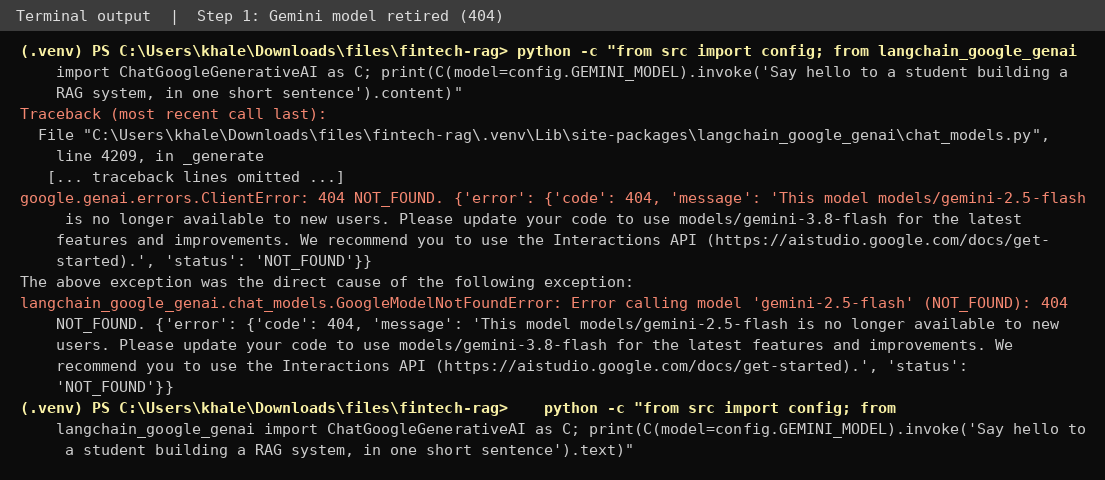 Terminal output  |  Step 1: Gemini model retired (404)
(.venv) PS C:\Users\khale\Downloads\files\fintech-rag> python -c "from src import config; from langchain_google_genai
import ChatGoogleGenerativeAI as C; print(C(model=config.GEMINI_MODEL).invoke('Say hello to a student building a
RAG system, in one short sentence').content)"
Traceback (most recent call last):
File "C:\Users\khale\Downloads\files\fintech-rag\.venv\Lib\site-packages\langchain_google_genai\chat_models.py",
line 4209, in _generate
[... traceback lines omitted ...]
google.genai.errors.ClientError: 404 NOT_FOUND. {'error': {'code': 404, 'message': 'This model models/gemini-2.5-flash
is no longer available to new users. Please update your code to use models/gemini-3.8-flash for the latest
features and improvements. We recommend you to use the Interactions API (https://aistudio.google.com/docs/get-
started).', 'status': 'NOT_FOUND'}}
The above exception was the direct cause of the following exception:
langchain_google_genai.chat_models.GoogleModelNotFoundError: Error calling model 'gemini-2.5-flash' (NOT_FOUND): 404
NOT_FOUND. {'error': {'code': 404, 'message': 'This model models/gemini-2.5-flash is no longer available to new
users. Please update your code to use models/gemini-3.8-flash for the latest features and improvements. We
recommend you to use the Interactions API (https://aistudio.google.com/docs/get-started).', 'status':
'NOT_FOUND'}}
(.venv) PS C:\Users\khale\Downloads\files\fintech-rag>    python -c "from src import config; from
langchain_google_genai import ChatGoogleGenerativeAI as C; print(C(model=config.GEMINI_MODEL).invoke('Say hello to
a student building a RAG system, in one short sentence').text)"